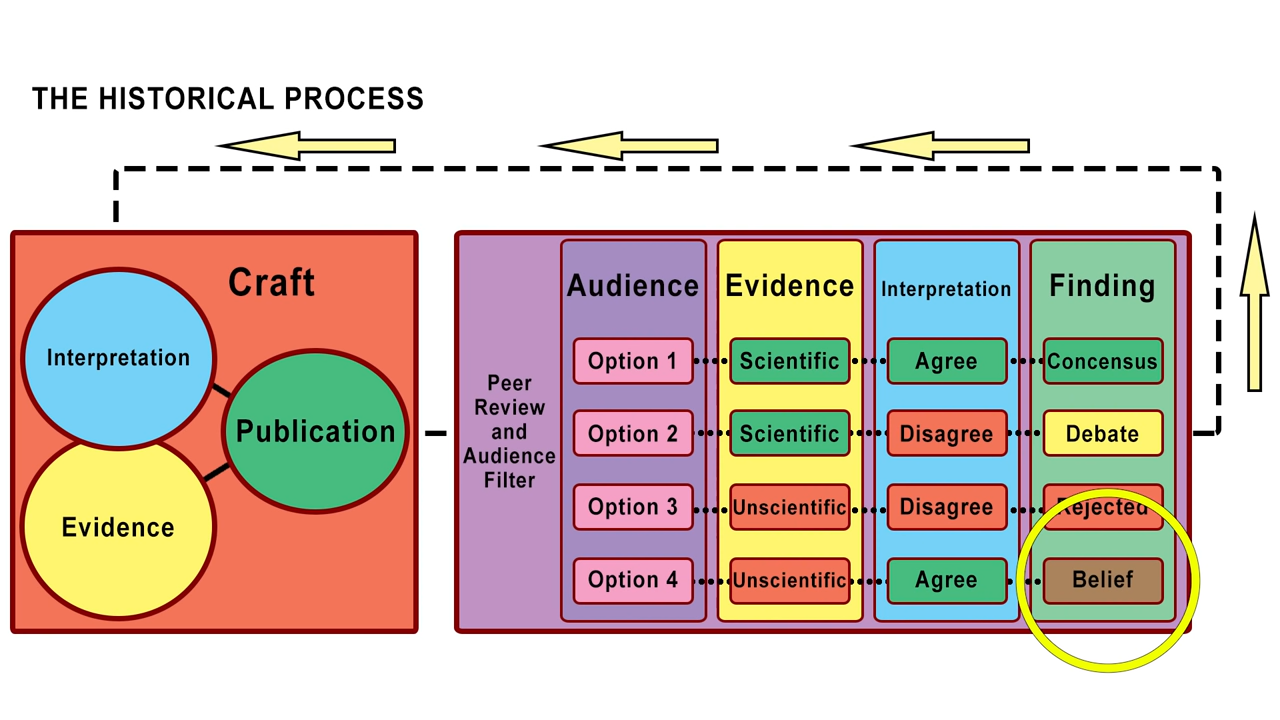 THE HISTORICAL PROCESS
Craft
Interpretation
Publication
Evidence
Peer
Review
and
Audience
Filter
Audience
Evidence
Interpretation
Finding
Option 1
Scientific
Agree
Concensus
Option 2
Scientific
Disagree
Debate
Option 3
Unscientific
Disagree
Rejected
Option 4
Unscientific
Agree
Belief